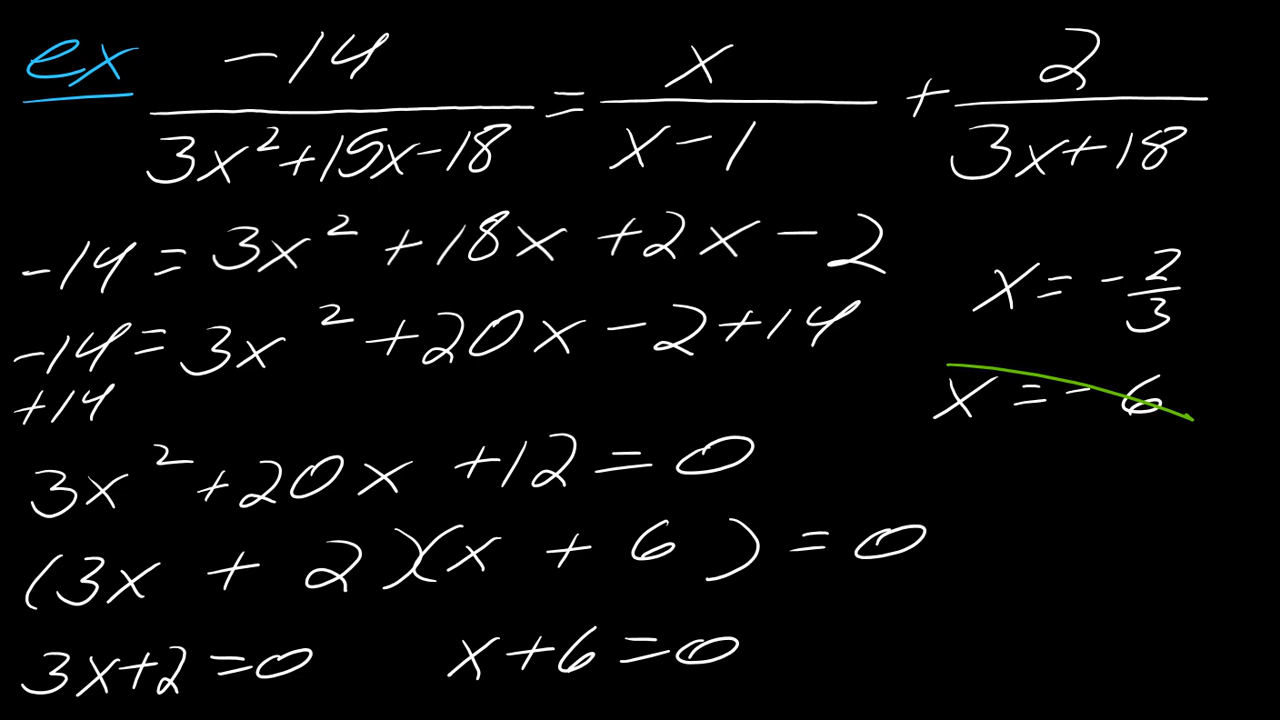 ex -14/(3x²+15x-18) = x/(x-1) + 2/(3x+18)
-14 = 3x² + 18x + 2x - 2
-14 = 3x² + 20x - 2 + 14
+14
3x² + 20x + 12 = 0
(3x + 2)(x + 6) = 0
3x+2 = 0 x+6 = 0
x = -2/3
x = -6